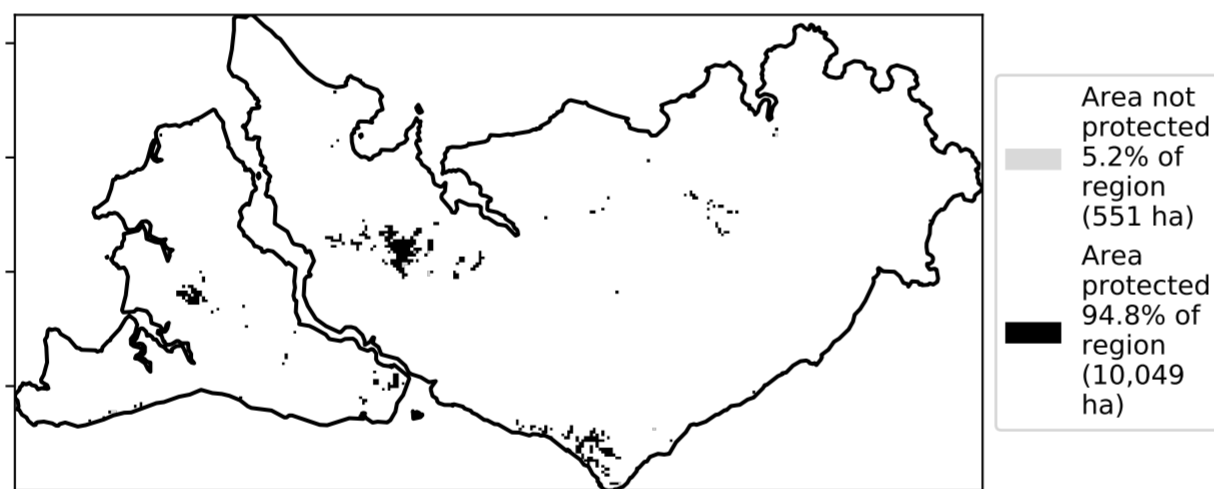 Area not
protected
5.2% of
region
(551 ha)
Area
protected
94.8% of
region
(10,049
ha)